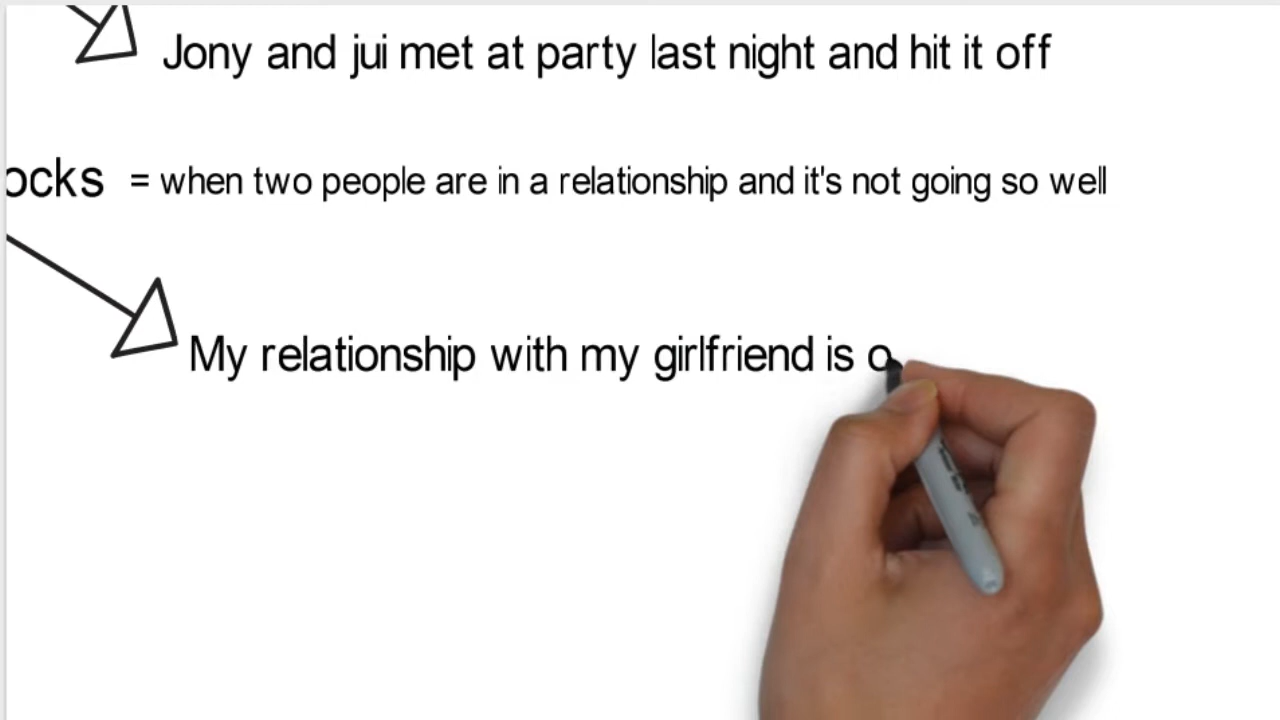 Jony and jui met at party last night and hit it off
ocks = when two people are in a relationship and it's not going so well
My relationship with my girlfriend is o